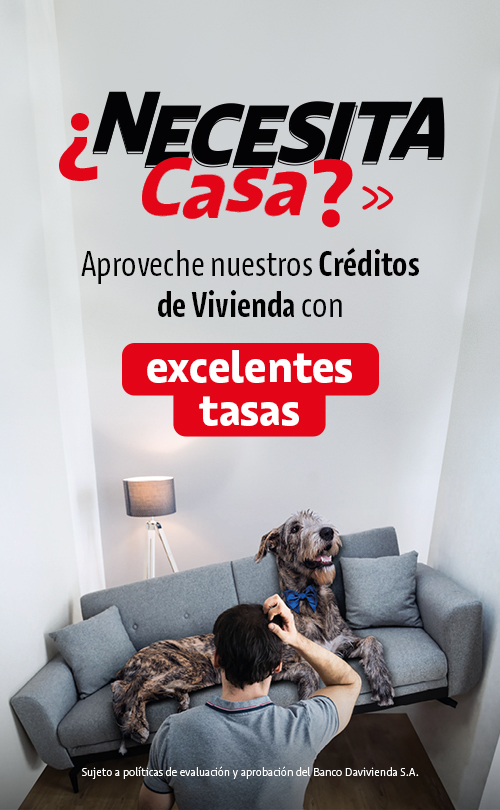 ¿NECESITA
Casa? »
Aproveche nuestros Créditos
de Vivienda con
excelentes
tasas
Sujeto a políticas de evaluación y aprobación del Banco Davivienda S.A.